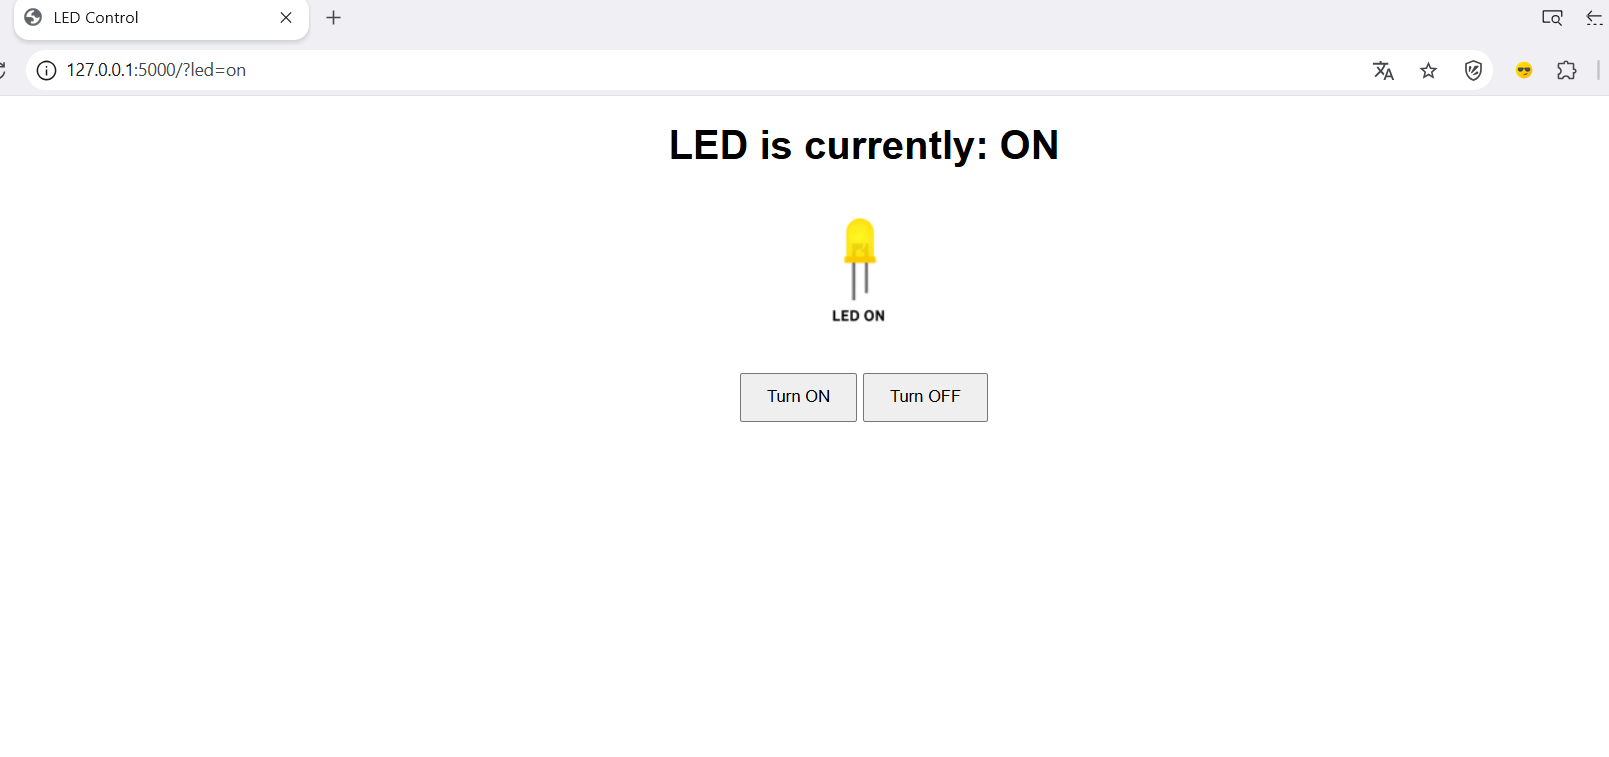 LED Control
127.0.0.1:5000/?led=on
LED is currently: ON
LED ON
Turn ON Turn OFF